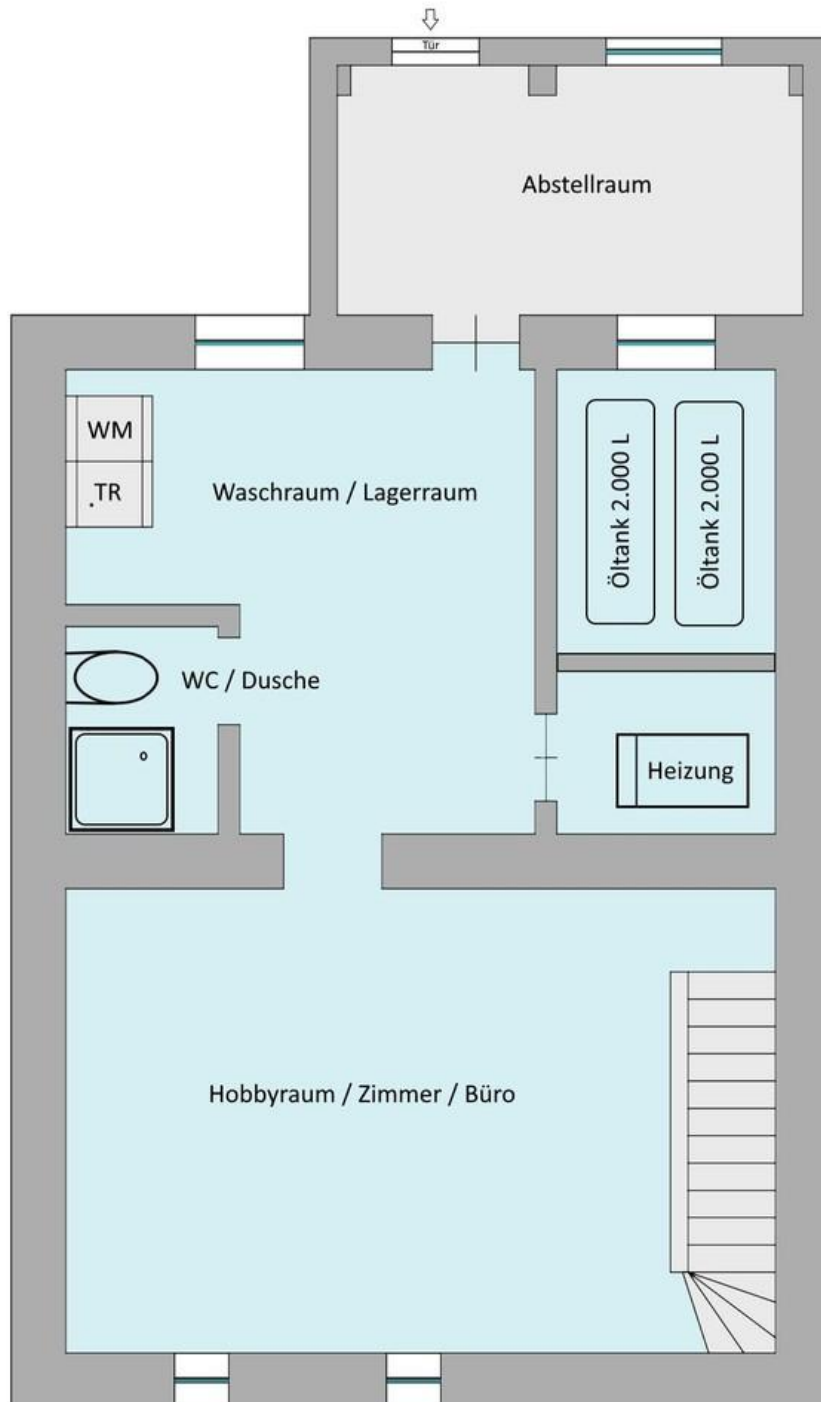 Tür
Abstellraum
WM
.TR
Waschraum / Lagerraum
Öltank 2.000 L
Öltank 2.000 L
WC / Dusche
Heizung
Hobbyraum / Zimmer / Büro